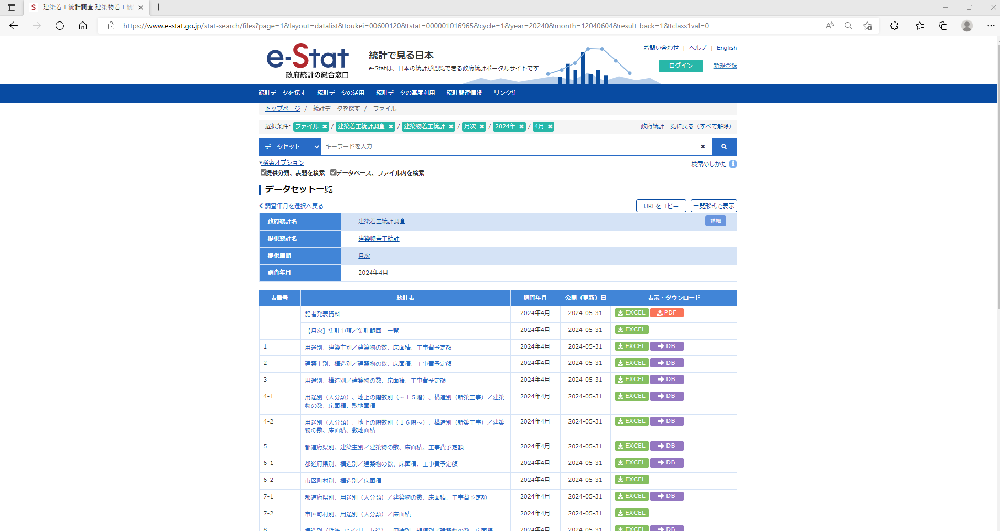 建築着工統計調査 建築物着工統
https://www.e-stat.go.jp/stat-search/files?page=1&layout=datalist&toukei=00600120&tstat=000001016965&cycle=1&year=20240&month=12040604&result_back=1&tclass1val=0
e-Stat
政府統計の総合窓口
統計で見る日本
e-Statは、日本の統計が閲覧できる政府統計ポータルサイトです
お問い合わせ | ヘルプ | English
ログイン 新規登録
統計データを探す 統計データの活用 統計データの高度利用 統計関連情報 リンク集
トップページ / 統計データを探す / ファイル
選択条件: ファイル / 建築着工統計調査 / 建築物着工統計 / 月次 / 2024年 / 4月 政府統計一覧に戻る（すべて解除）
データセット キーワードを入力
検索オプション 検索のしかた
提供分類、表題を検索 データベース、ファイル内を検索
データセット一覧
調査年月を選択へ戻る URLをコピー 一覧形式で表示
政府統計名 建築着工統計調査 詳細
提供統計名 建築物着工統計
提供周期 月次
調査年月 2024年4月
表番号 統計表 調査年月 公開（更新）日 表示・ダウンロード
記者発表資料 2024年4月 2024-05-31 EXCEL PDF
【月次】集計事項／集計範囲　一覧 2024年4月 2024-05-31 EXCEL
1 用途別、建築主別／建築物の数、床面積、工事費予定額 2024年4月 2024-05-31 EXCEL DB
2 建築主別、構造別／建築物の数、床面積、工事費予定額 2024年4月 2024-05-31 EXCEL DB
3 用途別、構造別／建築物の数、床面積、工事費予定額 2024年4月 2024-05-31 EXCEL DB
4-1 用途別（大分類）、地上の階数別（～１５階）、構造別（新築工事）／建築 2024年4月 2024-05-31 EXCEL DB
物の数、床面積、敷地面積
4-2 用途別（大分類）、地上の階数別（１６階～）、構造別（新築工事）／建築 2024年4月 2024-05-31 EXCEL DB
物の数、床面積、敷地面積
5 都道府県別、建築主別／建築物の数、床面積、工事費予定額 2024年4月 2024-05-31 EXCEL DB
6-1 都道府県別、構造別／建築物の数、床面積、工事費予定額 2024年4月 2024-05-31 EXCEL DB
6-2 市区町村別、構造別／床面積 2024年4月 2024-05-31 EXCEL
7-1 都道府県別、用途別（大分類）／建築物の数、床面積、工事費予定額 2024年4月 2024-05-31 EXCEL DB
7-2 市区町村別、用途別（大分類）／床面積 2024年4月 2024-05-31 EXCEL
8 構造別（鉄筋コンクリート造）、用途別、規模別／建築物の数、床面積 2024年4月 2024-05-31 EXCEL DB